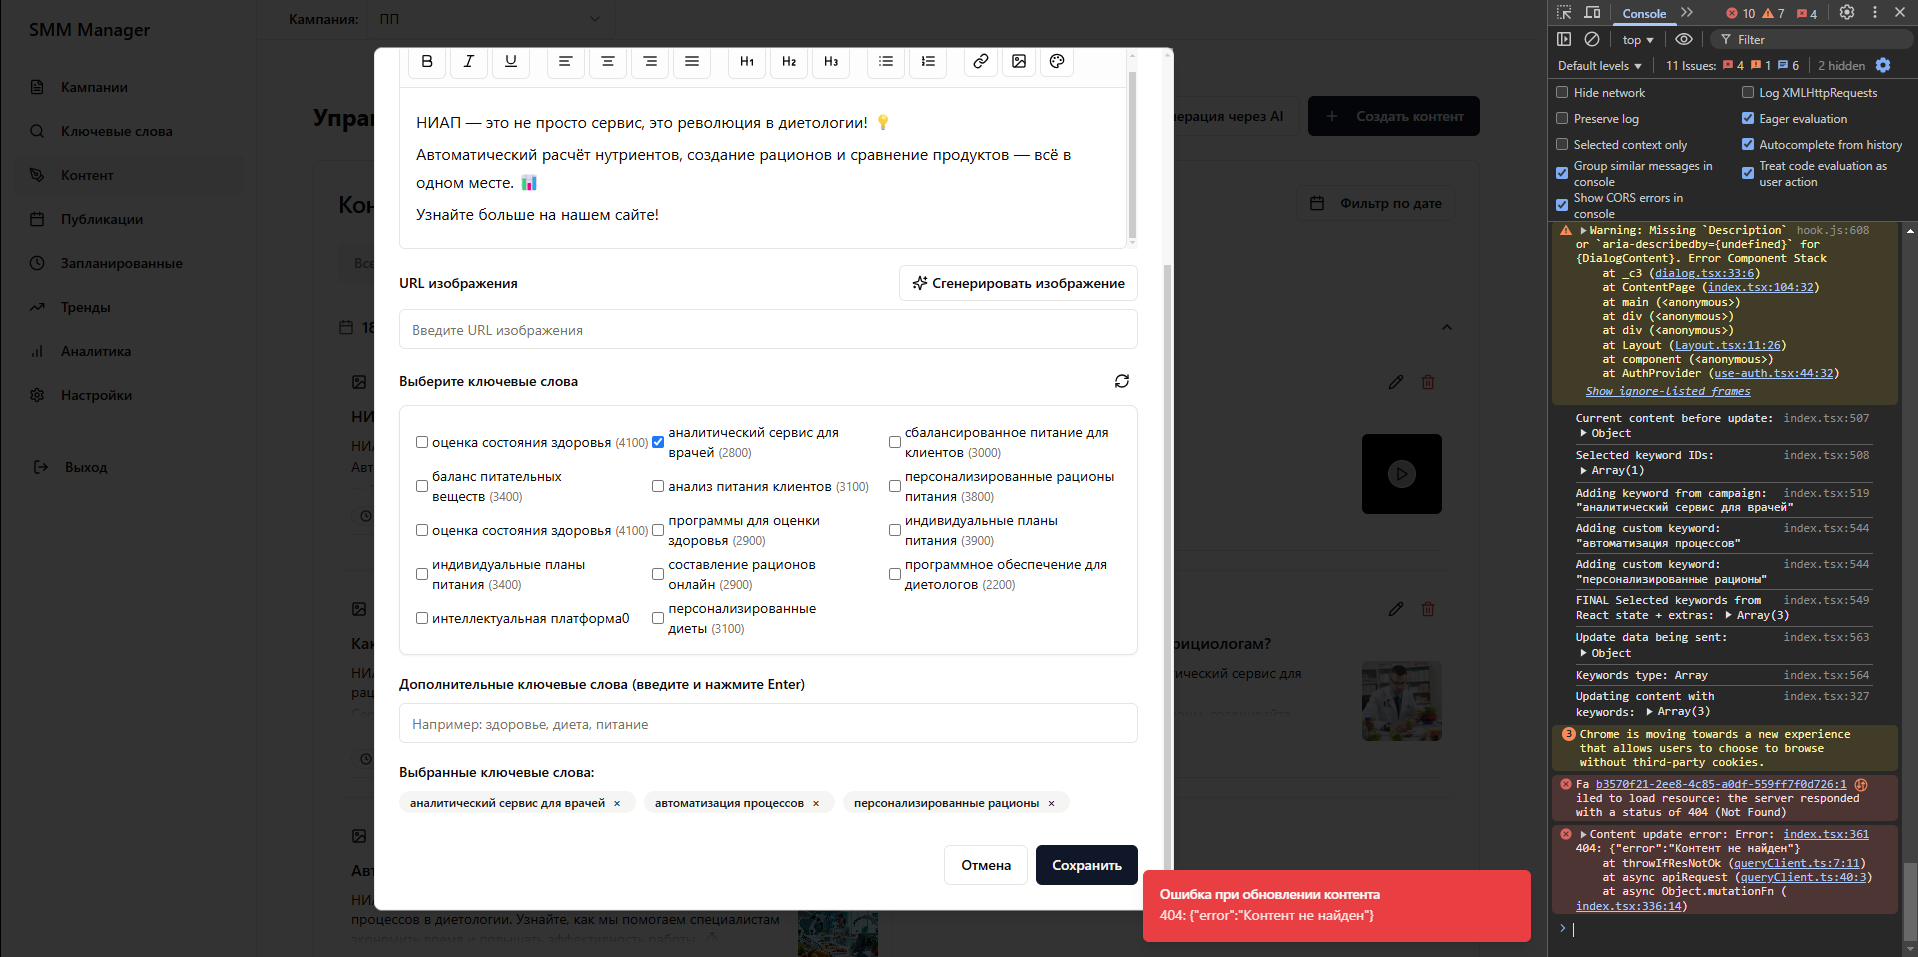 SMM Manager
Кампании
Ключевые слова
Контент
Публикации
Запланированные
Тренды
Аналитика
Настройки
Выход
Кампания:
ПП
Фильтр по дате
Создать контент
рициологам?
B I U H1 H2 H3
НИАП — это не просто сервис, это революция в диетологии! 💡
Автоматический расчёт нутриентов, создание рационов и сравнение продуктов — всё в
одном месте. 📊
Узнайте больше на нашем сайте!
URL изображения
Сгенерировать изображение
Введите URL изображения
Выберите ключевые слова
оценка состояния здоровья (4100)
аналитический сервис для
врачей (2800)
сбалансированное питание для
клиентов (3000)
баланс питательных
веществ (3400)
анализ питания клиентов (3100)
персонализированные рационы
питания (3800)
оценка состояния здоровья (4100)
программы для оценки
здоровья (2900)
индивидуальные планы
питания (3900)
индивидуальные планы
питания (3400)
составление рационов
онлайн (2900)
программное обеспечение для
диетологов (2200)
интеллектуальная платформа0
персонализированные
диеты (3100)
Дополнительные ключевые слова (введите и нажмите Enter)
Например: здоровье, диета, питание
Выбранные ключевые слова:
аналитический сервис для врачей ×
автоматизация процессов ×
персонализированные рационы ×
Отмена
Сохранить
процессов в диетологии. Узнайте, как мы помогаем специалистам
Ошибка при обновлении контента
404: {"error":"Контент не найден"}
Console
10 7 4
top
Filter
Default levels
11 Issues: 4 1 6
2 hidden
Hide network
Log XMLHttpRequests
Preserve log
Eager evaluation
Selected context only
Autocomplete from history
Group similar messages in
console
Treat code evaluation as
user action
Show CORS errors in
console
Warning: Missing `Description` hook.js:608
or `aria-describedby={undefined}` for
{DialogContent}. Error Component Stack
at _c3 (dialog.tsx:33:6)
at ContentPage (index.tsx:104:32)
at main (<anonymous>)
at div (<anonymous>)
at div (<anonymous>)
at Layout (Layout.tsx:11:26)
at component (<anonymous>)
at AuthProvider (use-auth.tsx:44:32)
Show ignore-listed frames
Current content before update: index.tsx:507
Object
Selected keyword IDs: index.tsx:508
Array(1)
Adding keyword from campaign: index.tsx:519
"аналитический сервис для врачей"
Adding custom keyword: index.tsx:544
"автоматизация процессов"
Adding custom keyword: index.tsx:544
"персонализированные рационы"
FINAL Selected keywords from index.tsx:549
React state + extras: Array(3)
Update data being sent: index.tsx:563
Object
Keywords type: Array index.tsx:564
Updating content with index.tsx:327
keywords: Array(3)
3 Chrome is moving towards a new experience
that allows users to choose to browse
without third-party cookies.
Fa b3570f21-2ee8-4c85-a0df-559ff7f0d726:1
iled to load resource: the server responded
with a status of 404 (Not Found)
Content update error: Error: index.tsx:361
404: {"error":"Контент не найден"}
at throwIfResNotOk (queryClient.ts:7:11)
at async apiRequest (queryClient.ts:40:3)
at async Object.mutationFn (
index.tsx:336:14)